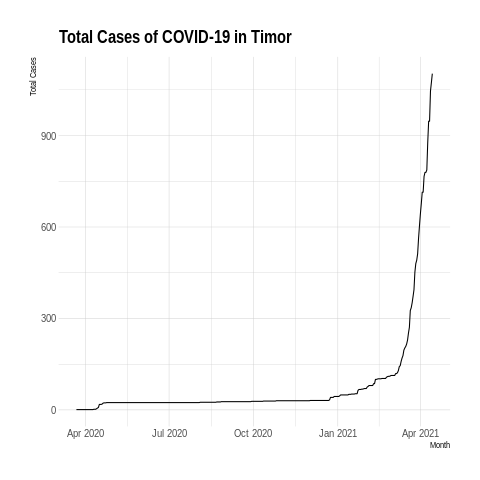 Total Cases of COVID-19 in Timor
Total Cases
900
600
300
0
Apr 2020 Jul 2020 Oct 2020 Jan 2021 Apr 2021
Month